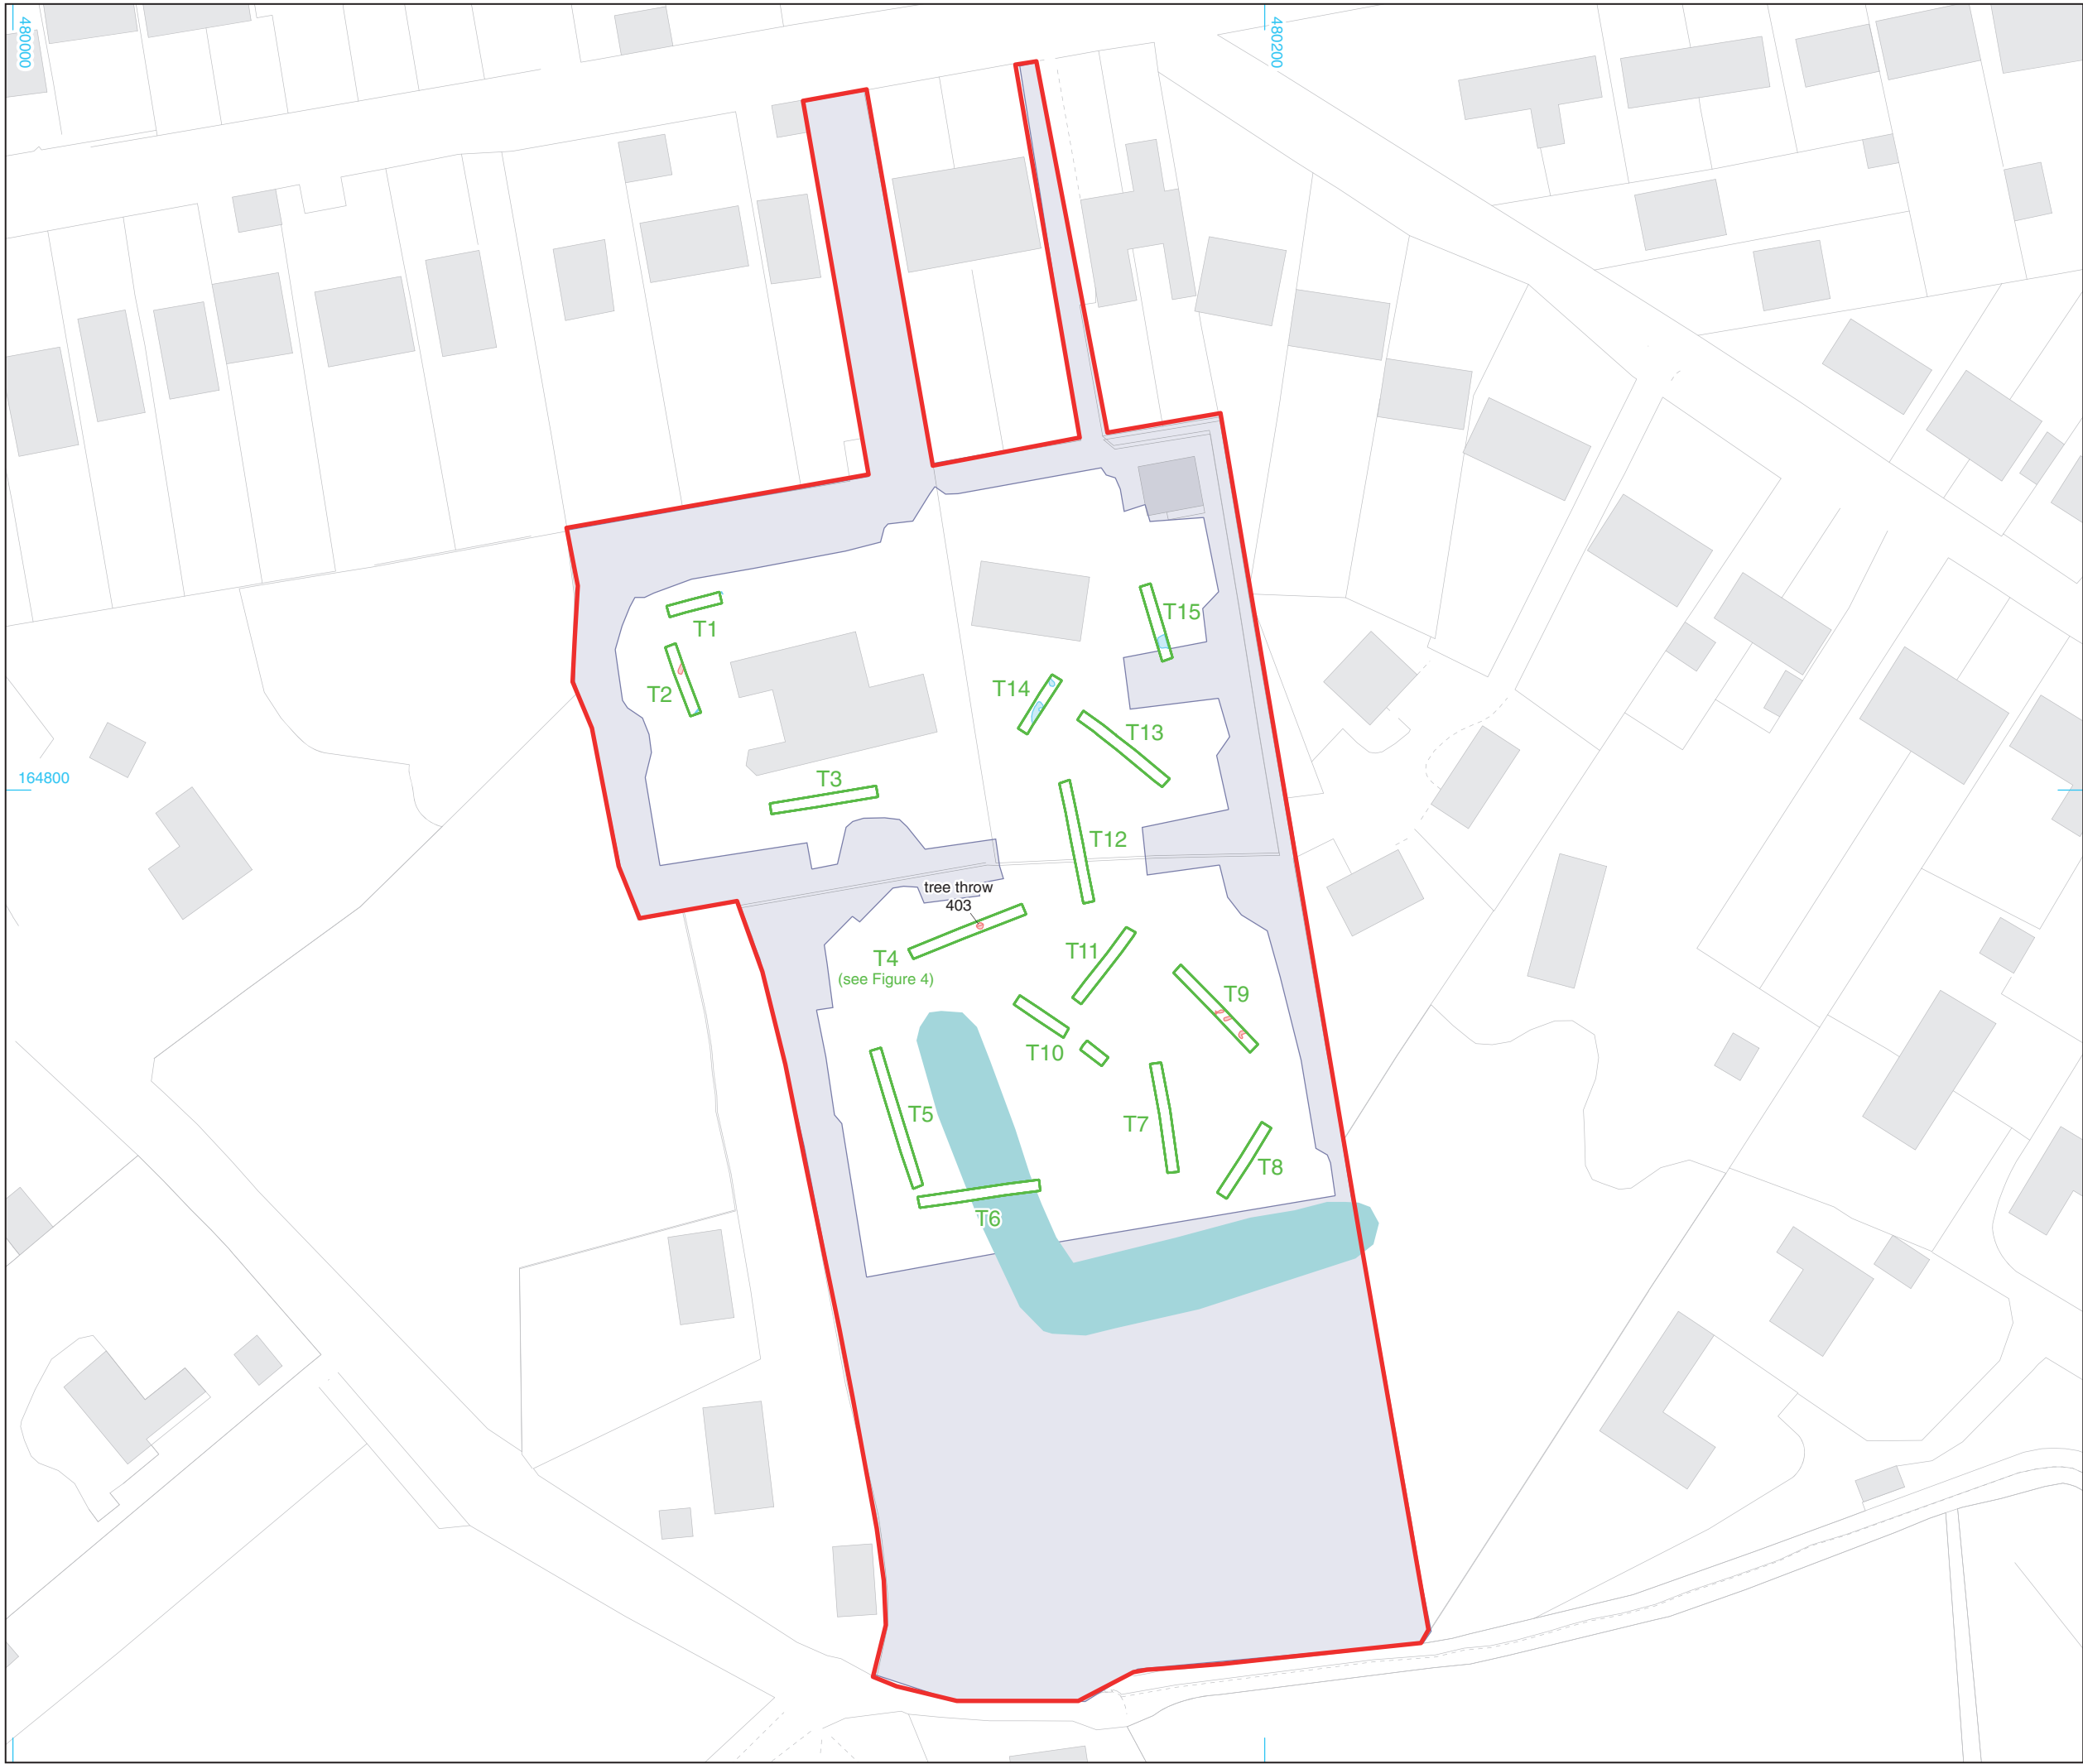 480000
480200
T1
T15
T2
T14
T13
164800
T3
T12
tree throw
403
T4
(see Figure 4)
T11
T9
T10
T5
T7
T8
T6